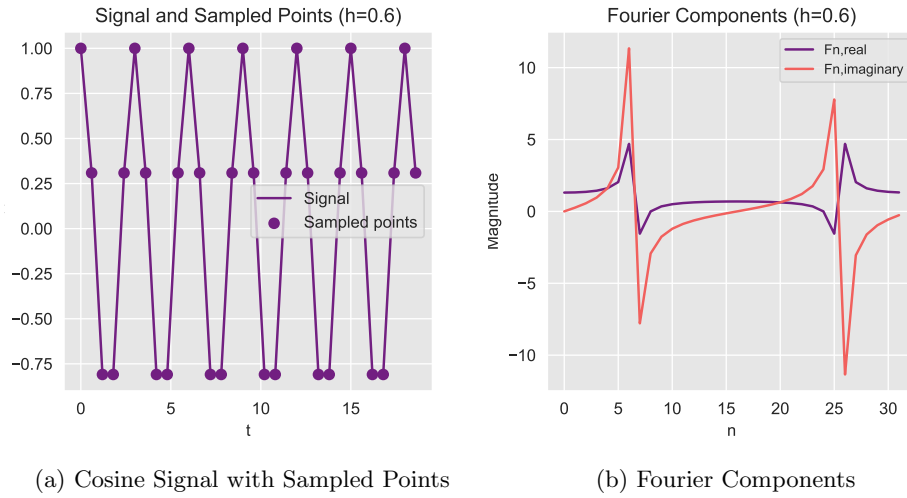 Signal and Sampled Points (h=0.6)
1.00
0.75
0.50
0.25
0.00
−0.25
−0.50
−0.75
Signal
Sampled points
0 5 10 15
t
Fourier Components (h=0.6)
Fn,real
Fn,imaginary
Magnitude
10
5
0
−5
−10
0 5 10 15 20 25 30
n
(a) Cosine Signal with Sampled Points
(b) Fourier Components